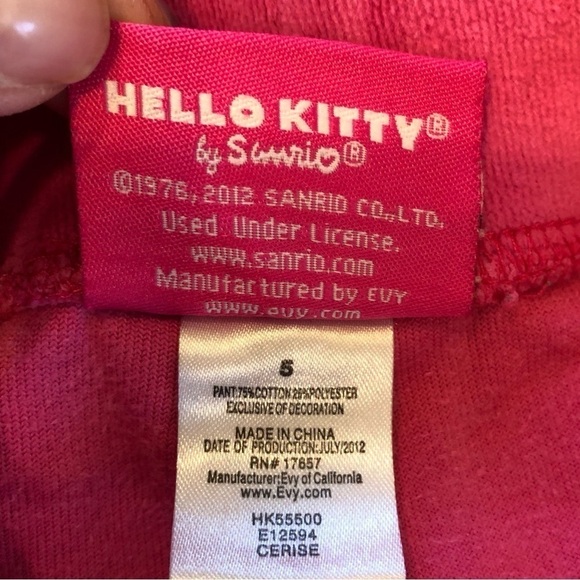 HELLO KITTY®
by Sanrio®
©1976, 2012 SANRIO CO., LTD.
Used Under License.
www.sanrio.com
Manufactured by EVY
www.evy.com
5
PANT:75%COTTON 25%POLYESTER
EXCLUSIVE OF DECORATION
MADE IN CHINA
DATE OF PRODUCTION:JULY/2012
RN# 17657
Manufacturer:Evy of California
www.Evy.com
HK55500
E12594
CERISE